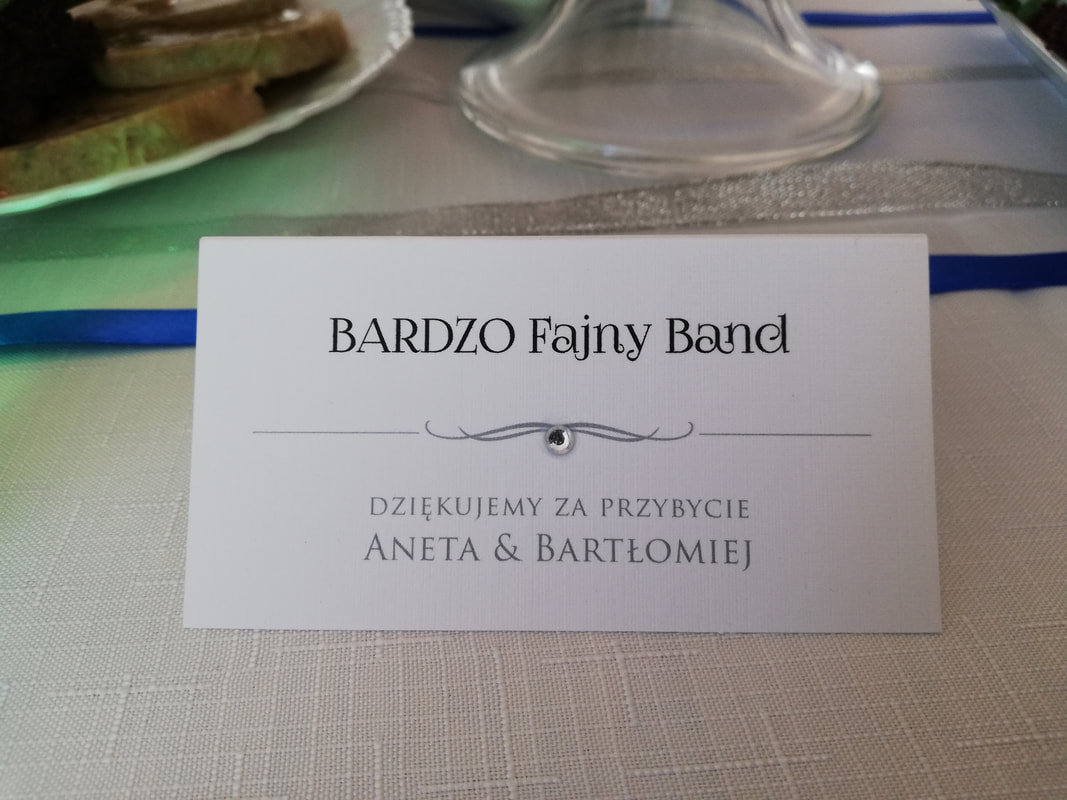 BARDZO Fajny Band
DZIĘKUJEMY ZA PRZYBYCIE
ANETA & BARTŁOMIEJ